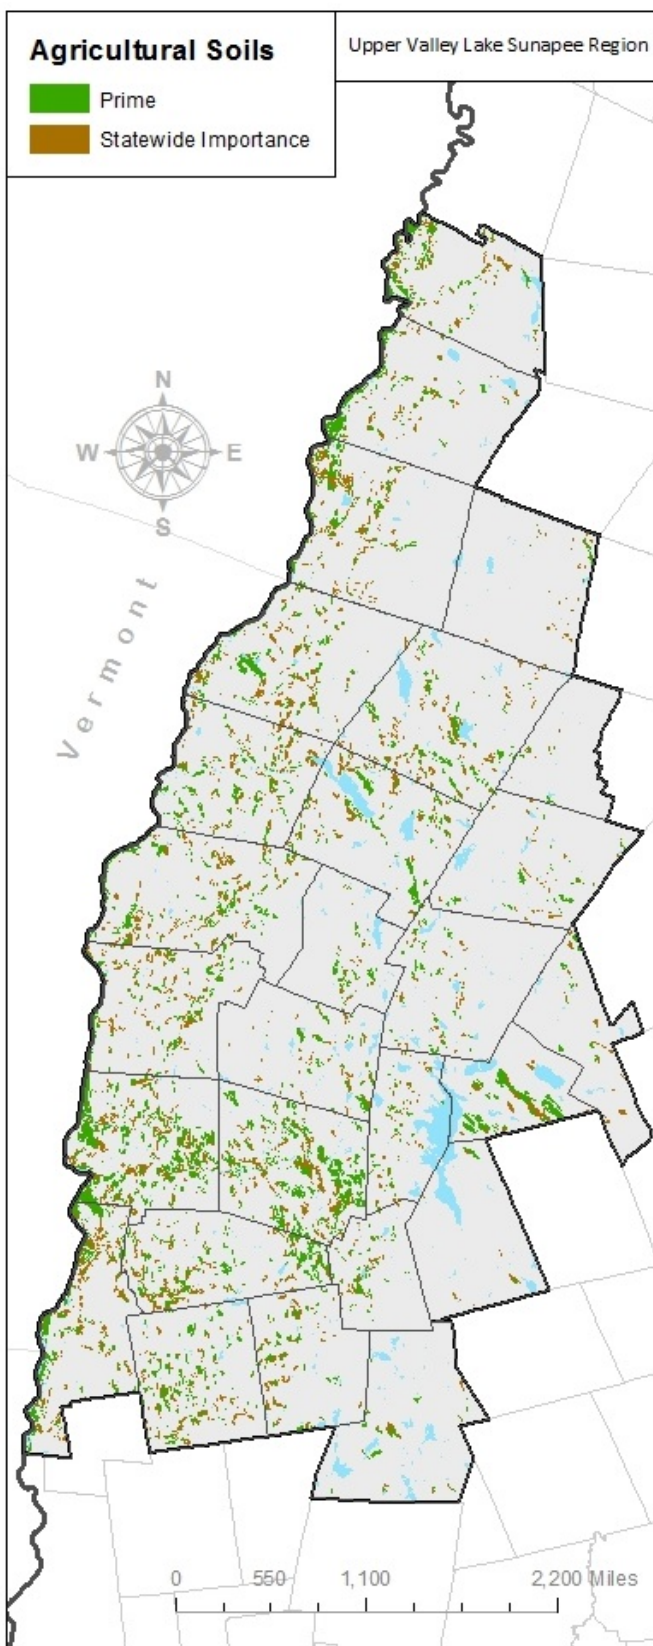 Agricultural Soils
Upper Valley Lake Sunapee Region
Prime
Statewide Importance
N
W
E
S
Vermont
0 550 1,100 2,200 Miles